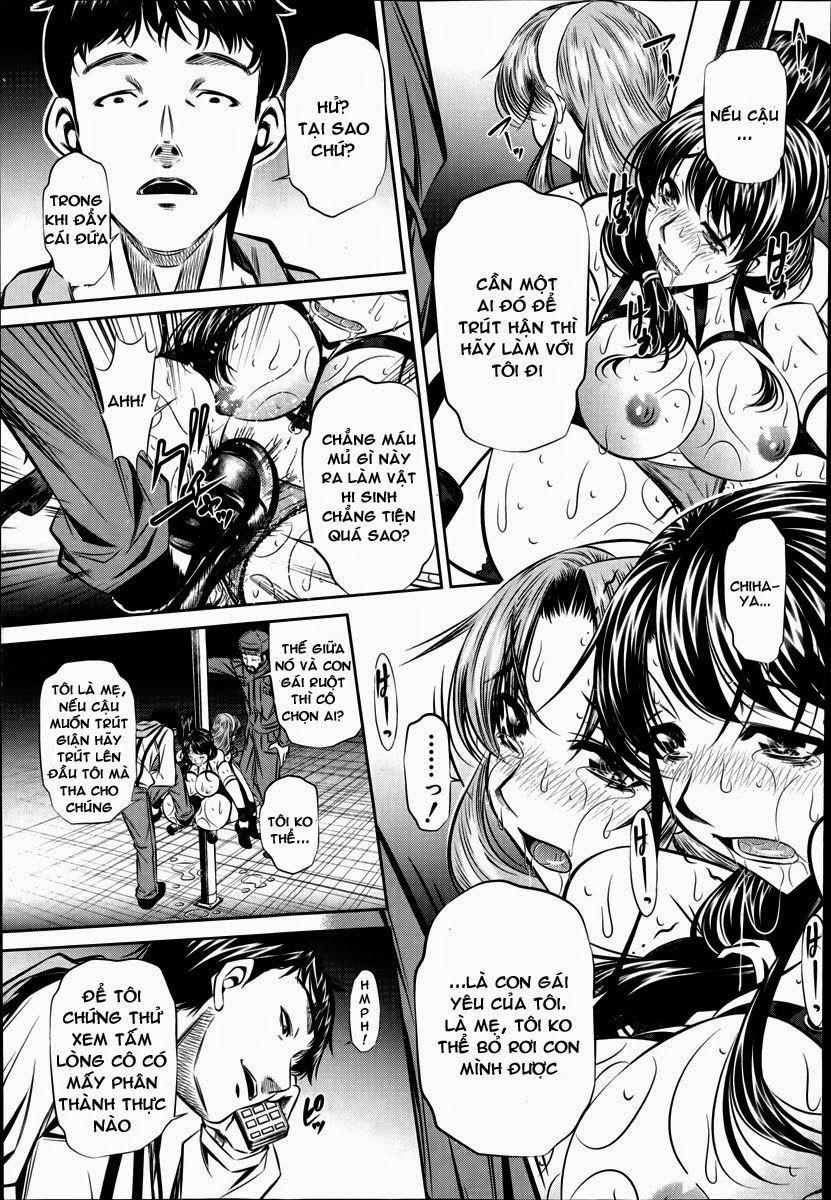 NẾU CẬU
...
CẦN MỘT
AI ĐÓ ĐỂ
TRÚT HẬN THÌ
HÃY LÀM VỚI
TÔI ĐI
HỬ?
TẠI SAO
CHỨ?
TRONG
KHI ĐẨY
CÁI ĐỨA
CHẲNG MÁU
MỦ GÌ NÀY
RA LÀM VẬT
HI SINH
CHẲNG TIỆN
QUÁ SAO?
AHH!
CHIHA-
YA...
......っ!
...LÀ CON GÁI
YÊU CỦA TÔI.
LÀ MẸ, TÔI KO
THỂ BỎ RƠI CON
MÌNH ĐƯỢC
THẾ GIỮA
NÓ VÀ CON
GÁI RUỘT
THÌ CÔ
CHỌN AI?
TÔI KO
THỂ...
TÔI LÀ MẸ,
NẾU CẬU
MUỐN TRÚT
GIẬN HÃY
TRÚT LÊN
ĐẦU TÔI MÀ
THA CHO
CHÚNG
HMPH!
ĐỂ TÔI
CHỨNG THỬ
XEM TẤM
LÒNG CÔ CÓ
MẤY PHÂN
THÀNH THỰC
NÀO
ピッ